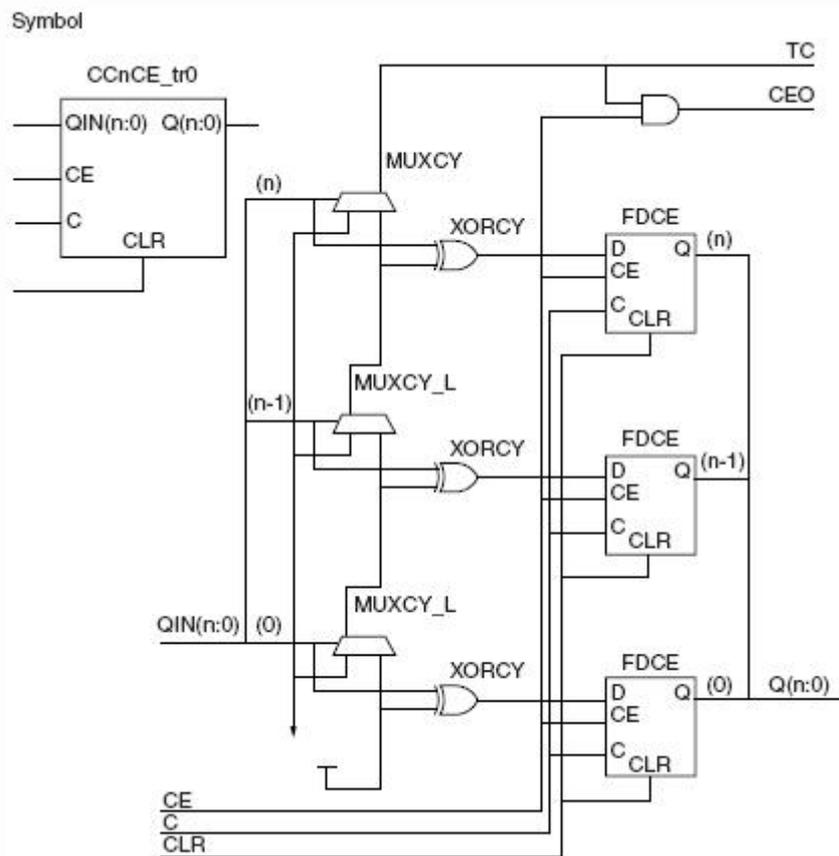 Symbol
CCnCE_tr0
QIN(n:0) Q(n:0)
CE
C
CLR
TC
CEO
MUXCY
(n)
XORCY
FDCE
D Q (n)
CE
C
CLR
MUXCY_L
(n-1)
XORCY
FDCE
D Q (n-1)
CE
C
CLR
MUXCY_L
QIN(n:0) (0)
XORCY
FDCE
D Q (0) Q(n:0)
CE
C
CLR
CE
C
CLR